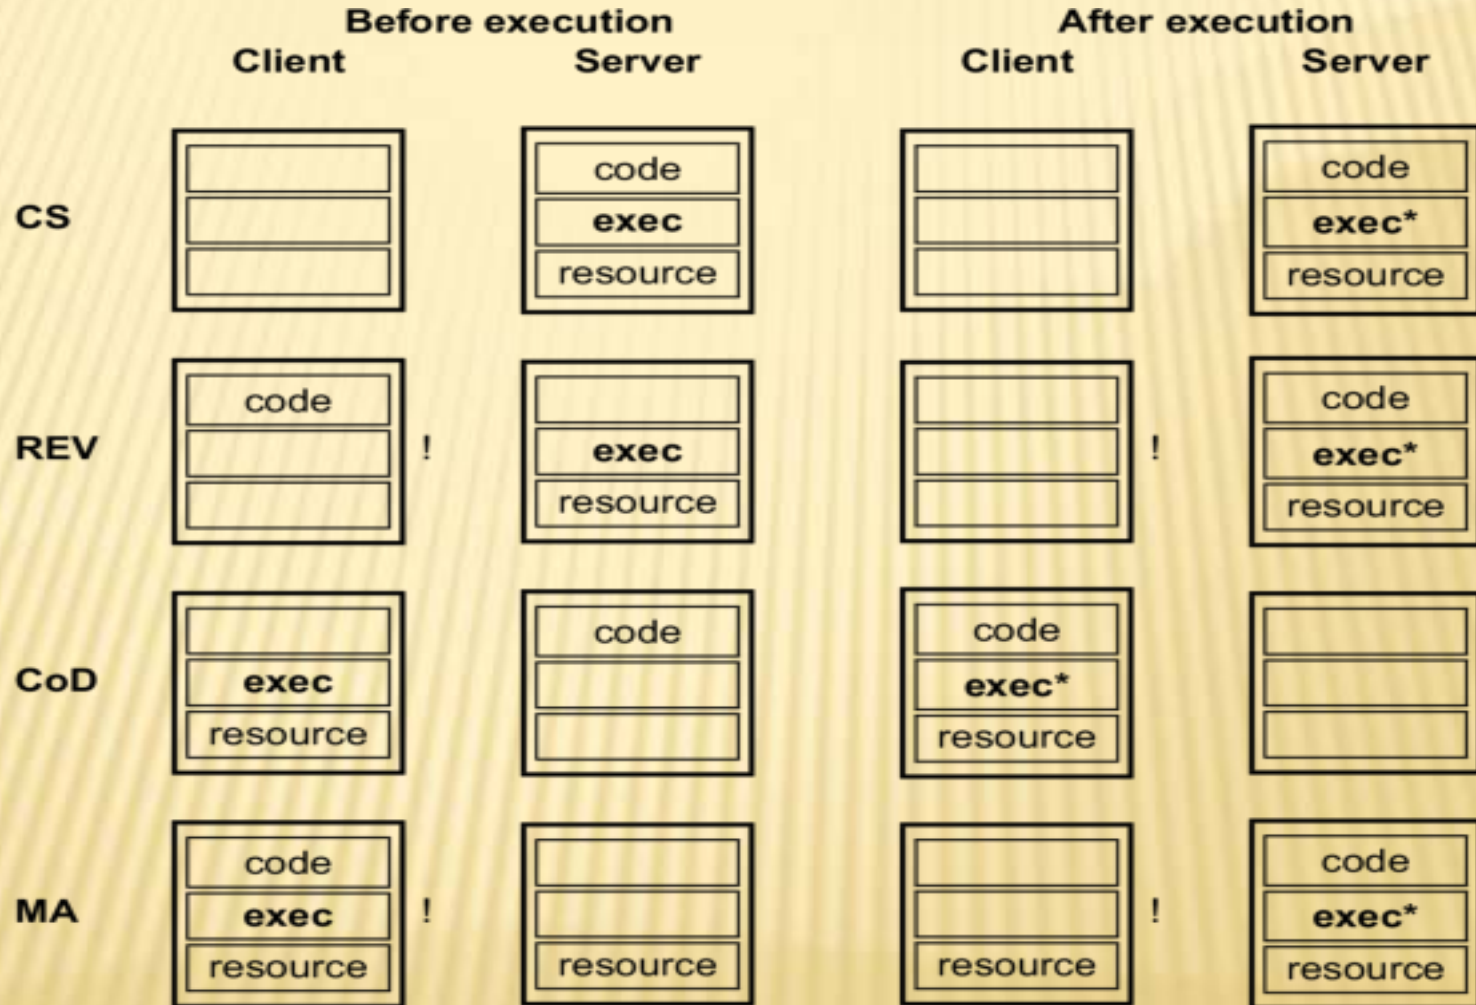 Before execution After execution
Client Server Client Server
code code
CS exec exec*
resource resource
code code
REV ! exec ! exec*
resource resource
code code
CoD exec exec*
resource resource
code code
MA exec ! ! exec*
resource resource resource resource